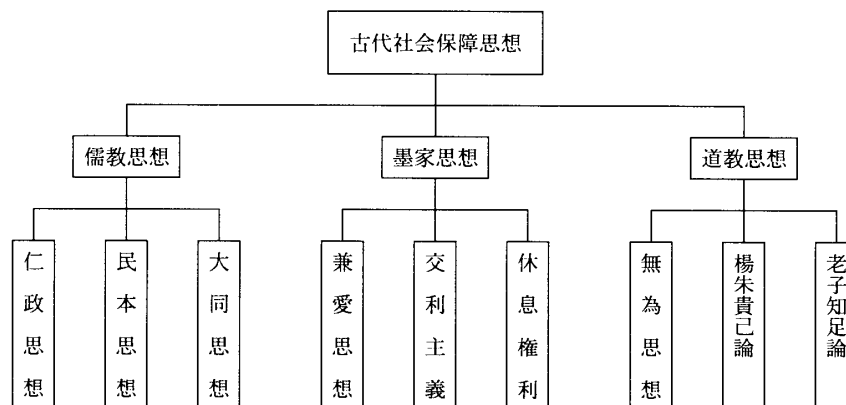 古代社会保障思想
儒教思想
墨家思想
道教思想
仁政思想
民本思想
大同思想
兼愛思想
交利主義
休息権利
無為思想
楊朱貴己論
老子知足論